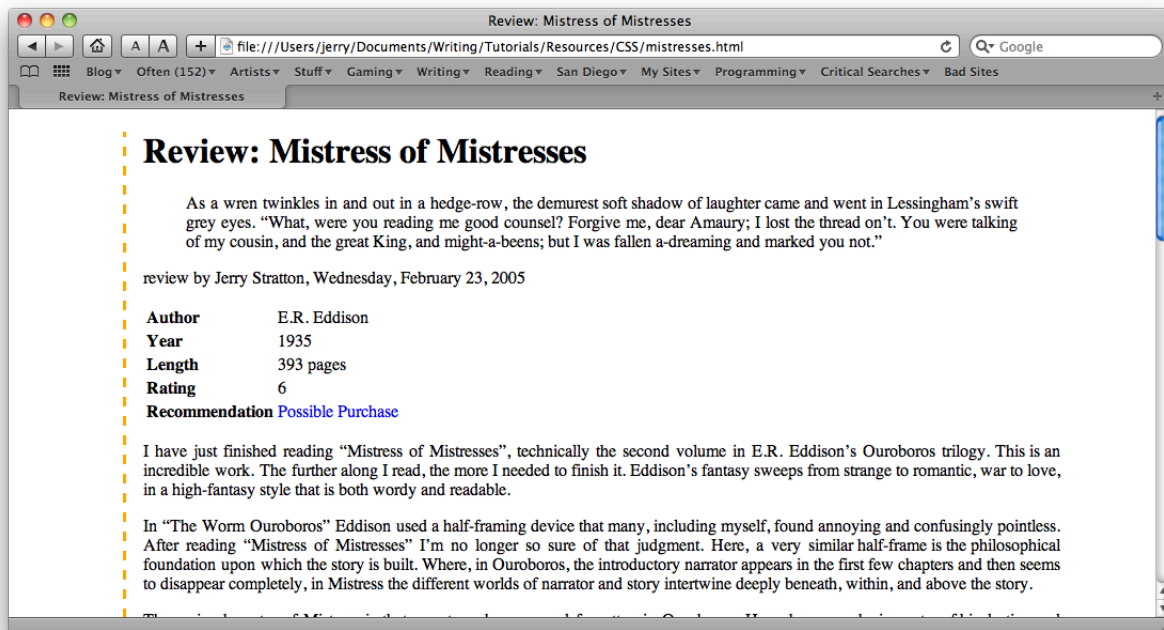 Review: Mistress of Mistresses
A A + file:///Users/jerry/Documents/Writing/Tutorials/Resources/CSS/mistresses.html Google
Blog Often (152) Artists Stuff Gaming Writing Reading San Diego My Sites Programming Critical Searches Bad Sites
Review: Mistress of Mistresses +
Review: Mistress of Mistresses
As a wren twinkles in and out in a hedge-row, the demurest soft shadow of laughter came and went in Lessingham’s swift
grey eyes. “What, were you reading me good counsel? Forgive me, dear Amaury; I lost the thread on’t. You were talking
of my cousin, and the great King, and might-a-beens; but I was fallen a-dreaming and marked you not.”
review by Jerry Stratton, Wednesday, February 23, 2005
Author E.R. Eddison
Year 1935
Length 393 pages
Rating 6
Recommendation Possible Purchase
I have just finished reading “Mistress of Mistresses”, technically the second volume in E.R. Eddison’s Ouroboros trilogy. This is an
incredible work. The further along I read, the more I needed to finish it. Eddison’s fantasy sweeps from strange to romantic, war to love,
in a high-fantasy style that is both wordy and readable.
In “The Worm Ouroboros” Eddison used a half-framing device that many, including myself, found annoying and confusingly pointless.
After reading “Mistress of Mistresses” I’m no longer so sure of that judgment. Here, a very similar half-frame is the philosophical
foundation upon which the story is built. Where, in Ouroboros, the introductory narrator appears in the first few chapters and then seems
to disappear completely, in Mistress the different worlds of narrator and story intertwine deeply beneath, within, and above the story.